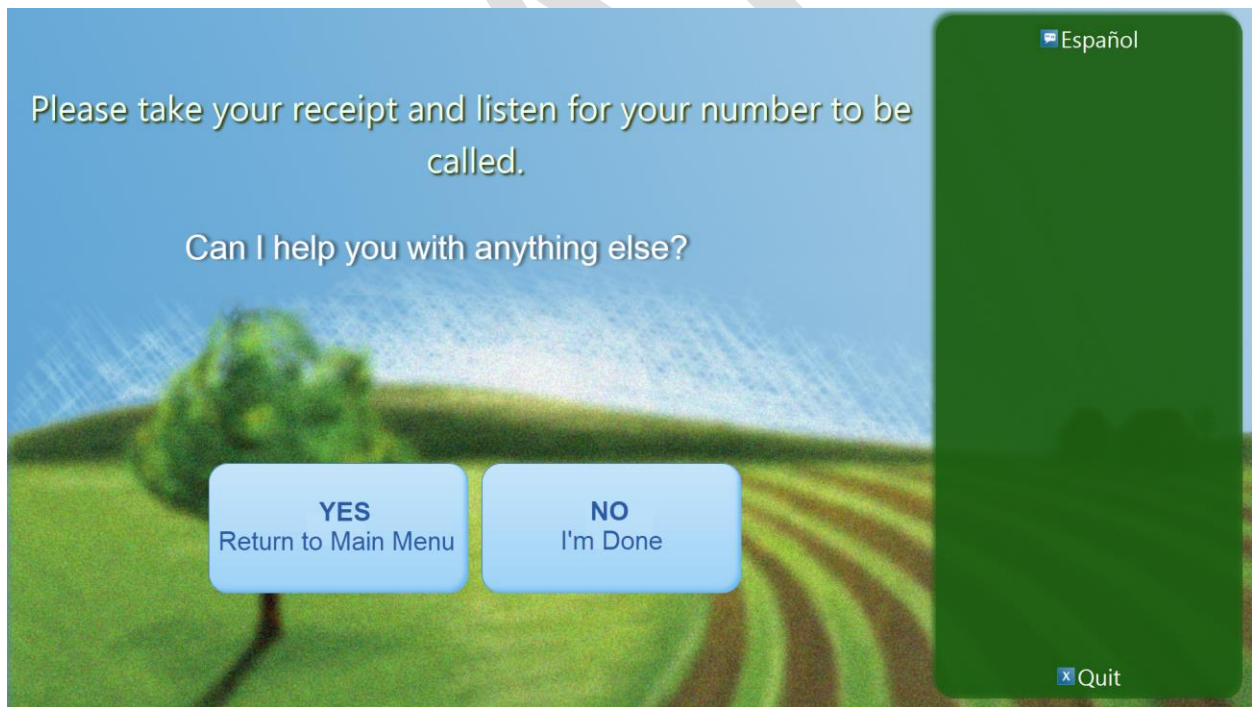 Español
Please take your receipt and listen for your number to be
called.
Can I help you with anything else?
YES
Return to Main Menu
NO
I'm Done
X Quit